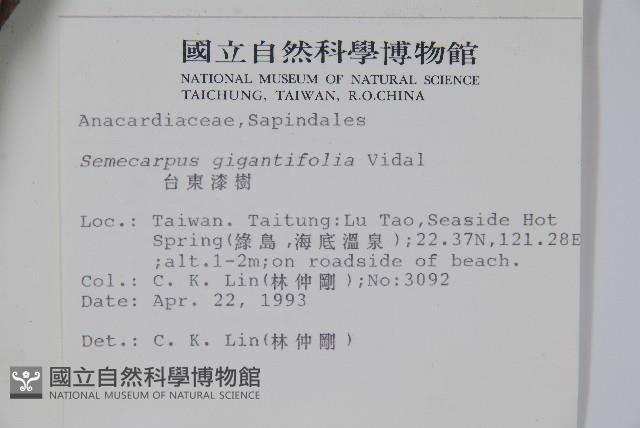 國立自然科學博物館
NATIONAL MUSEUM OF NATURAL SCIENCE
TAICHUNG, TAIWAN, R.O.CHINA
Anacardiaceae,Sapindales
Semecarpus gigantifolia Vidal
台東漆樹
Loc.: Taiwan. Taitung:Lu Tao,Seaside Hot
Spring(綠島,海底溫泉);22.37N,121.28E
;alt.1-2m;on roadside of beach.
Col.: C. K. Lin(林仲剛);No:3092
Date: Apr. 22, 1993
Det.: C. K. Lin(林仲剛)
國立自然科學博物館
NATIONAL MUSEUM OF NATURAL SCIENCE